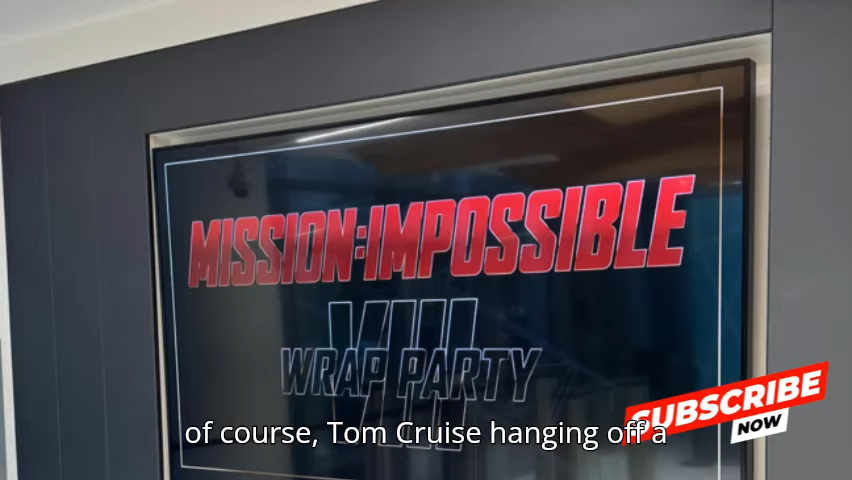 MISSION:IMPOSSIBLE
VIII
WRAP PARTY
of course, Tom Cruise hanging off a
SUBSCRIBE
NOW